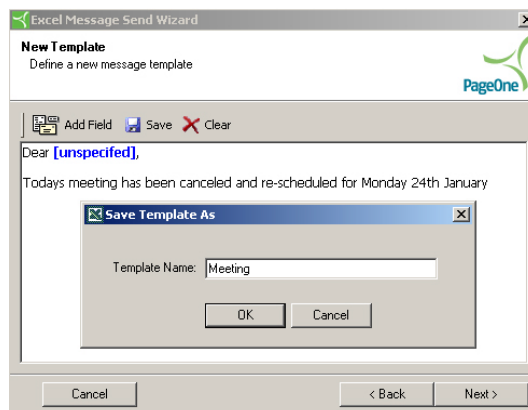 Excel Message Send Wizard
New Template
Define a new message template
PageOne
Add Field Save Clear
Dear [unspecifed],
Todays meeting has been canceled and re-scheduled for Monday 24th January
Save Template As
Template Name: Meeting
OK Cancel
Cancel < Back Next >